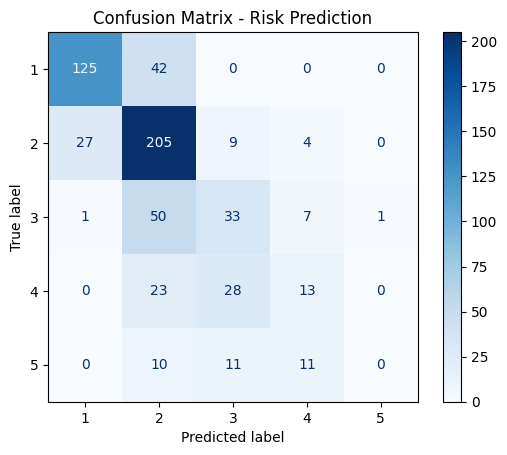 Confusion Matrix - Risk Prediction
1 125 42 0 0 0
2 27 205 9 4 0
3 1 50 33 7 1
4 0 23 28 13 0
5 0 10 11 11 0
1 2 3 4 5
Predicted label
True label
200
175
150
125
100
75
50
25
0